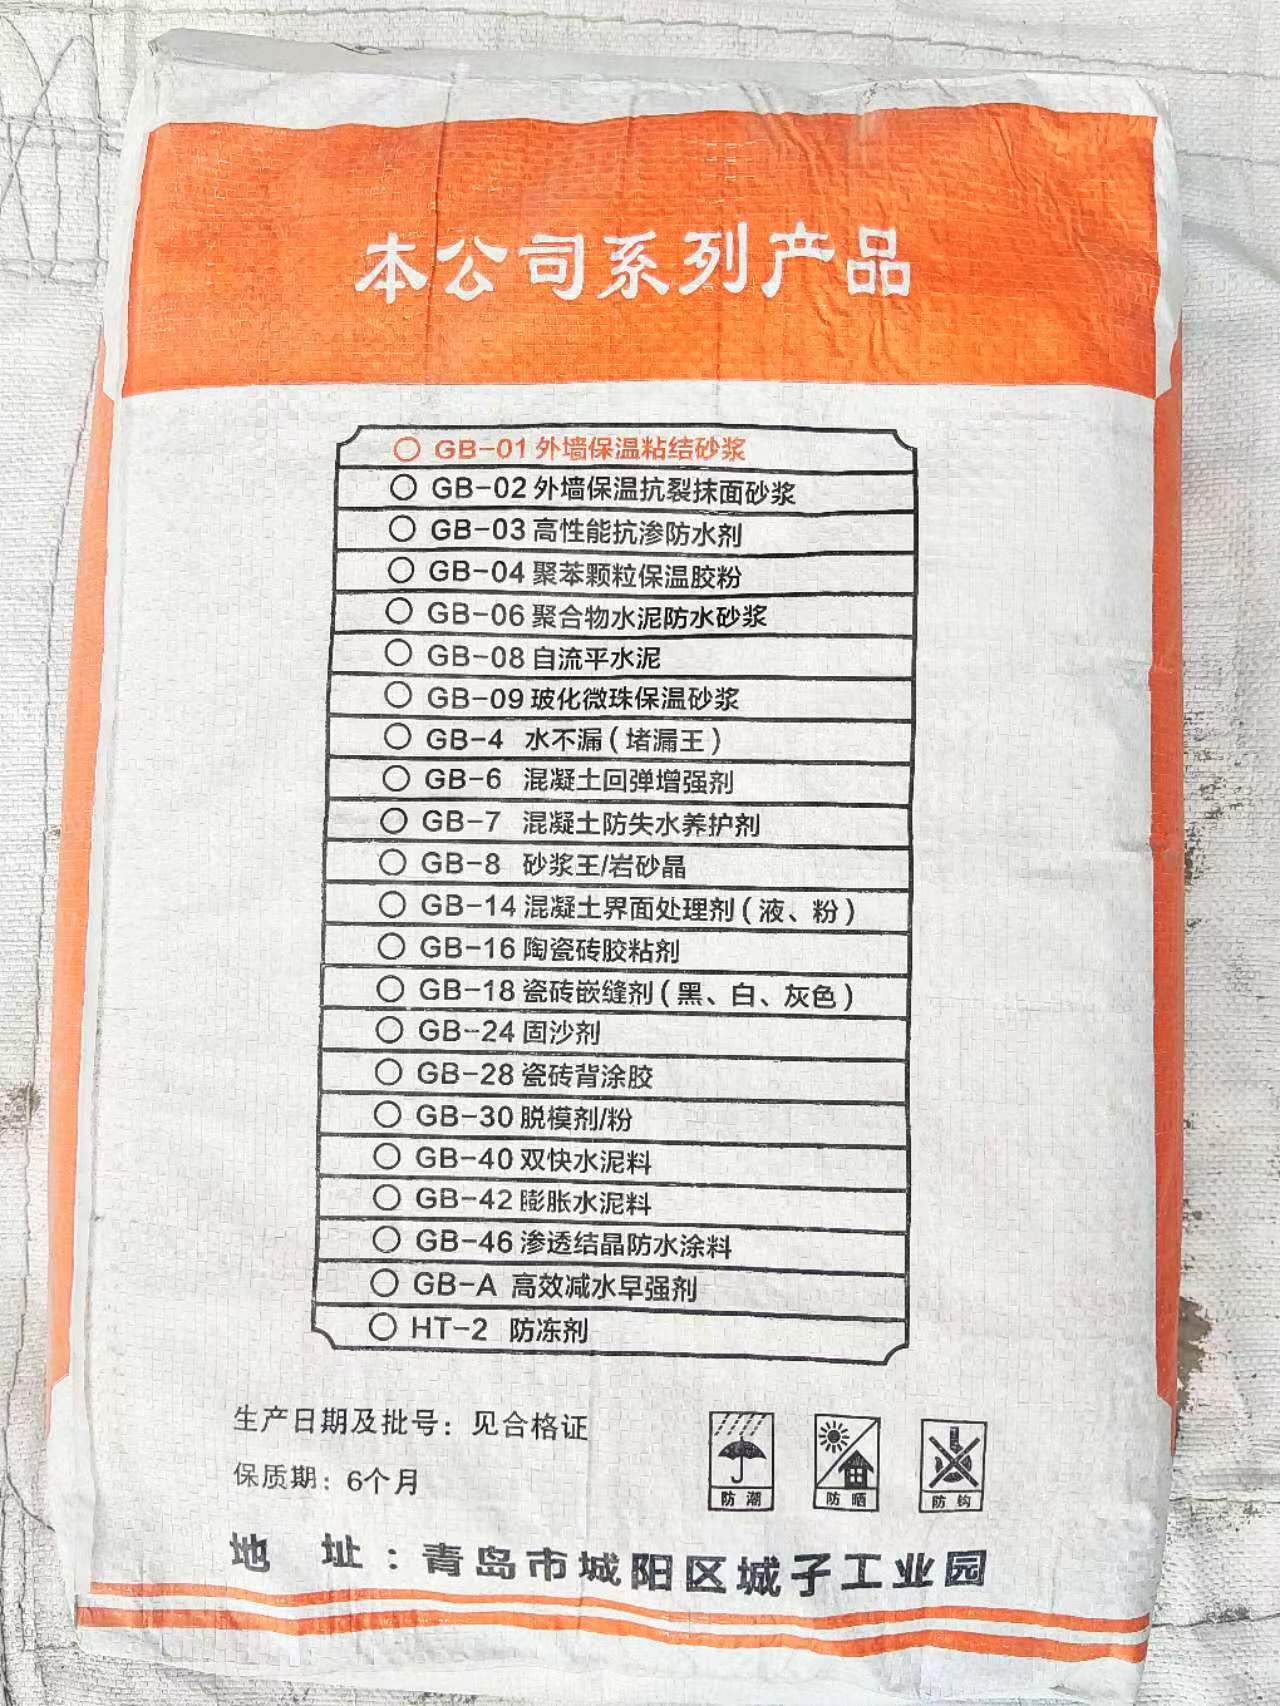 本公司系列产品
○ GB-01 外墙保温粘结砂浆
○ GB-02 外墙保温抗裂抹面砂浆
○ GB-03 高性能抗渗防水剂
○ GB-04 聚苯颗粒保温胶粉
○ GB-06 聚合物水泥防水砂浆
○ GB-08 自流平水泥
○ GB-09 玻化微珠保温砂浆
○ GB-4 水不漏(堵漏王)
○ GB-6 混凝土回弹增强剂
○ GB-7 混凝土防失水养护剂
○ GB-8 砂浆王/岩砂晶
○ GB-14 混凝土界面处理剂(液、粉)
○ GB-16 陶瓷砖胶粘剂
○ GB-18 瓷砖嵌缝剂(黑、白、灰色)
○ GB-24 固沙剂
○ GB-28 瓷砖背涂胶
○ GB-30 脱模剂/粉
○ GB-40 双快水泥料
○ GB-42 膨胀水泥料
○ GB-46 渗透结晶防水涂料
○ GB-A 高效减水早强剂
○ HT-2 防冻剂
生产日期及批号：见合格证
保质期：6个月
防潮
防晒
防钩
地 址：青岛市城阳区城子工业园